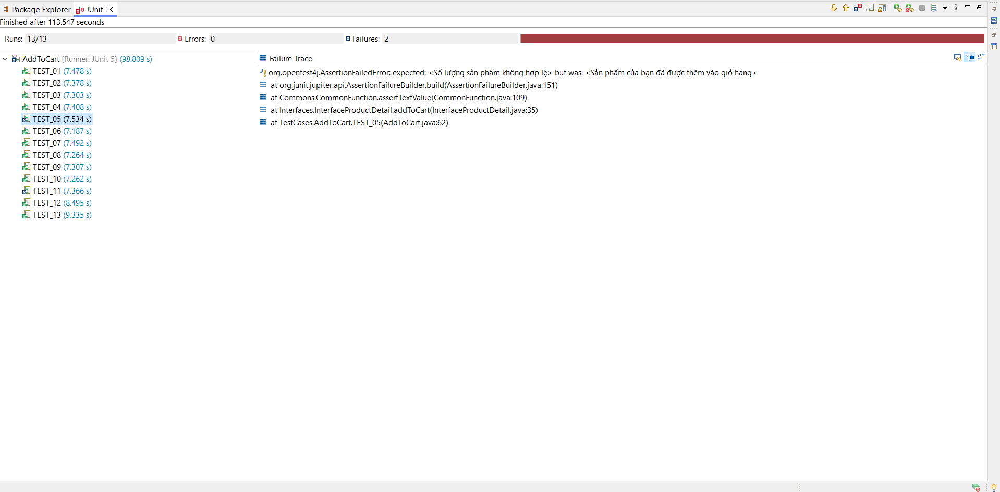 Package Explorer JUnit
Finished after 113.547 seconds
Runs: 13/13 Errors: 0 Failures: 2
AddToCart [Runner: JUnit 5] (98.809 s)
TEST_01 (7.478 s)
TEST_02 (7.378 s)
TEST_03 (7.303 s)
TEST_04 (7.408 s)
TEST_05 (7.534 s)
TEST_06 (7.187 s)
TEST_07 (7.492 s)
TEST_08 (7.264 s)
TEST_09 (7.307 s)
TEST_10 (7.262 s)
TEST_11 (7.366 s)
TEST_12 (8.495 s)
TEST_13 (9.335 s)
Failure Trace
org.opentest4j.AssertionFailedError: expected: <Số lượng sản phẩm không hợp lệ> but was: <Sản phẩm của bạn đã được thêm vào giỏ hàng>
at org.junit.jupiter.api.AssertionFailureBuilder.build(AssertionFailureBuilder.java:151)
at Commons.CommonFunction.assertTextValue(CommonFunction.java:109)
at Interfaces.InterfaceProductDetail.addToCart(InterfaceProductDetail.java:35)
at TestCases.AddToCart.TEST_05(AddToCart.java:62)